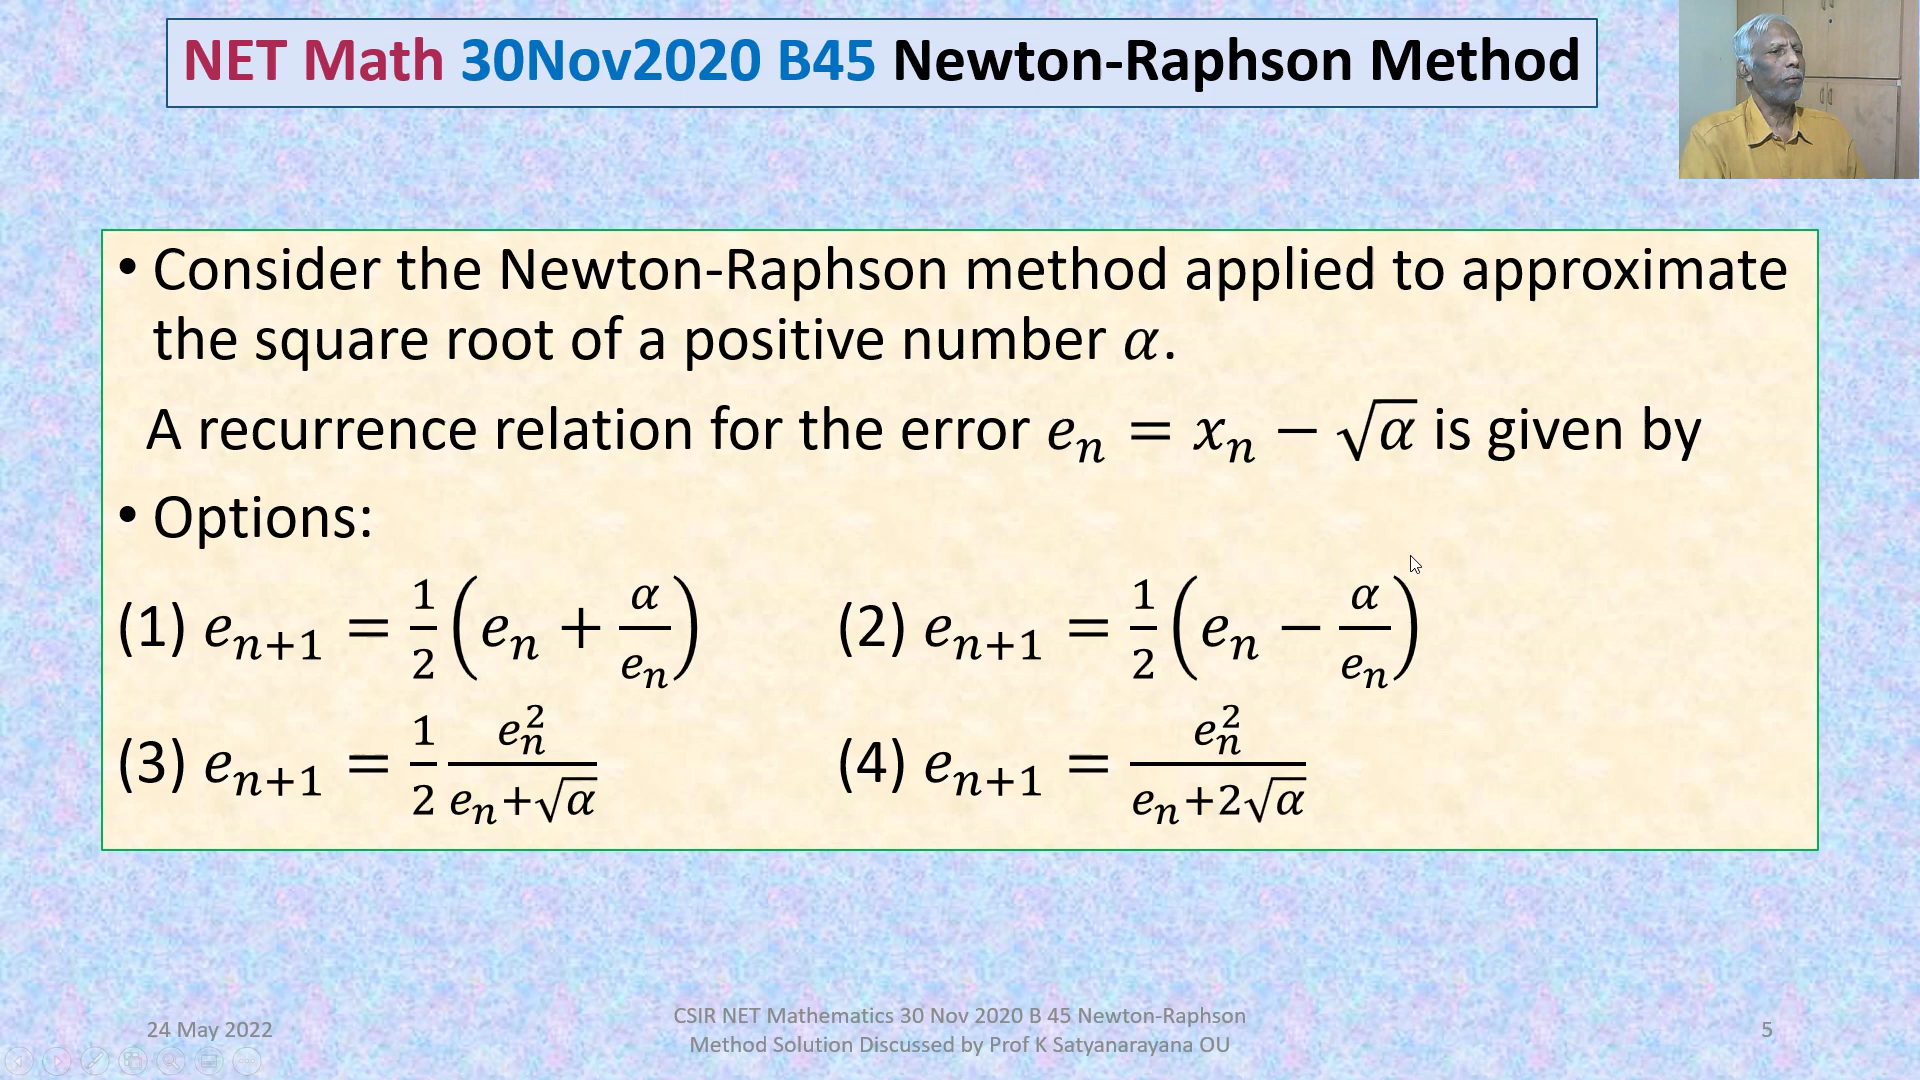 NET Math 30Nov2020 B45 Newton-Raphson Method
• Consider the Newton-Raphson method applied to approximate
the square root of a positive number α.
A recurrence relation for the error eₙ = xₙ − √α is given by
• Options:
(1) eₙ₊₁ = 1/2 (eₙ + α/eₙ) (2) eₙ₊₁ = 1/2 (eₙ − α/eₙ)
(3) eₙ₊₁ = 1/2 eₙ²/(eₙ+√α) (4) eₙ₊₁ = eₙ²/(eₙ+2√α)
24 May 2022
CSIR NET Mathematics 30 Nov 2020 B 45 Newton-Raphson
Method Solution Discussed by Prof K Satyanarayana OU
5